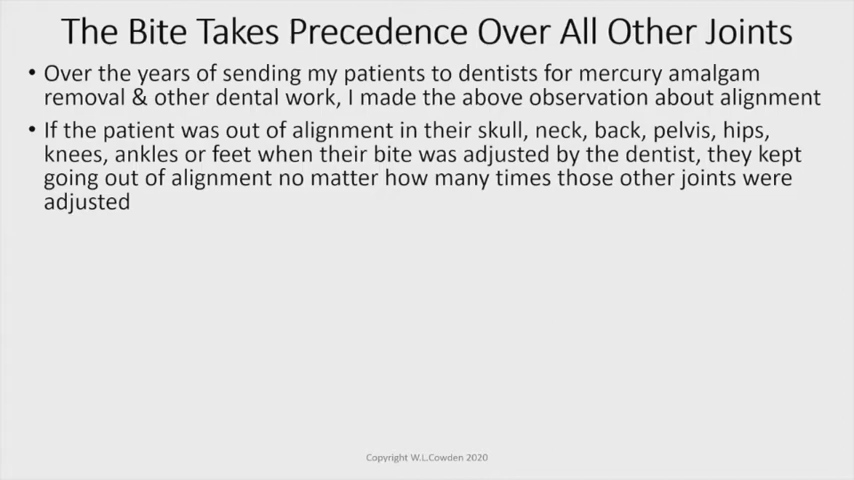 The Bite Takes Precedence Over All Other Joints
• Over the years of sending my patients to dentists for mercury amalgam
removal & other dental work, I made the above observation about alignment
• If the patient was out of alignment in their skull, neck, back, pelvis, hips,
knees, ankles or feet when their bite was adjusted by the dentist, they kept
going out of alignment no matter how many times those other joints were
adjusted
Copyright W.L.Cowden 2020